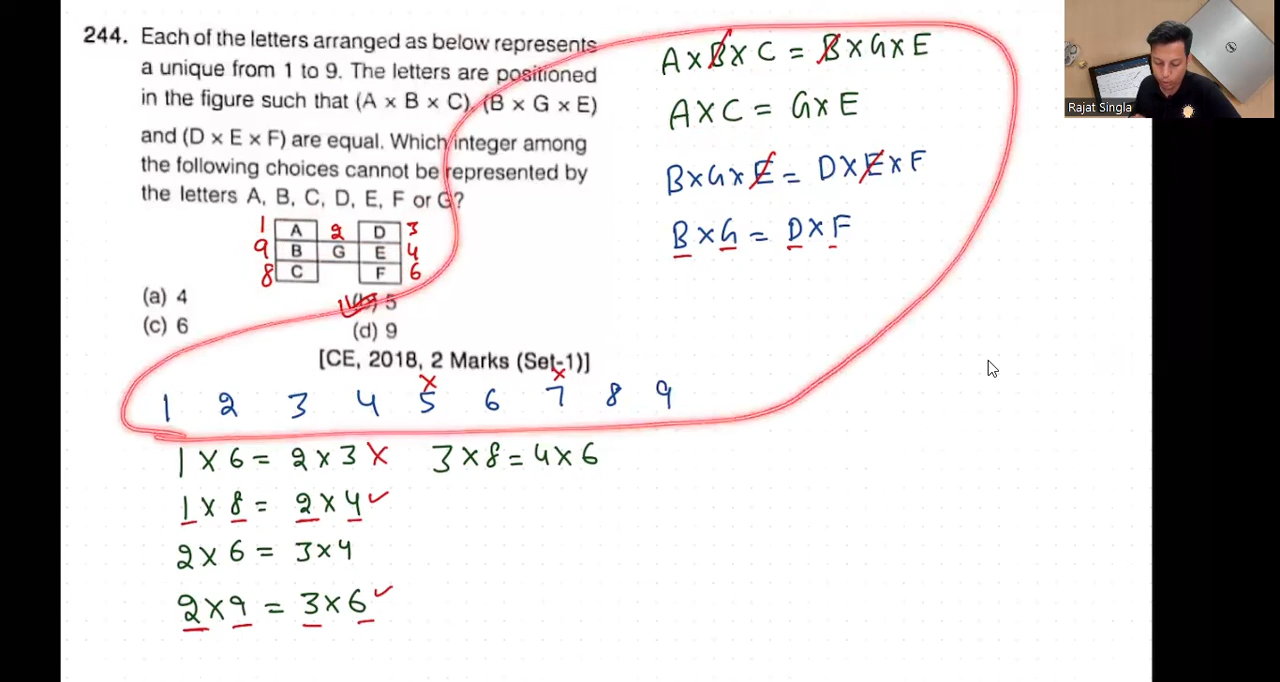 244. Each of the letters arranged as below represents
a unique from 1 to 9. The letters are positioned
in the figure such that (A × B × C), (B × G × E)
and (D × E × F) are equal. Which integer among
the following choices cannot be represented by
the letters A, B, C, D, E, F or G?
1 A 2 D 3
9 B G E 4
8 C F 6
(a) 4
(b) 5
(c) 6
(d) 9
[CE, 2018, 2 Marks (Set-1)]
1 2 3 4 5 6 7 8 9
× ×
1 × 6 = 2 × 3 × 3 × 8 = 4 × 6
1 × 8 = 2 × 4 ✓
2 × 6 = 3 × 4
2 × 9 = 3 × 6 ✓
A × B × C = B × G × E
A × C = G × E
B × G × E = D × E × F
B × G = D × F
Rajat Singla